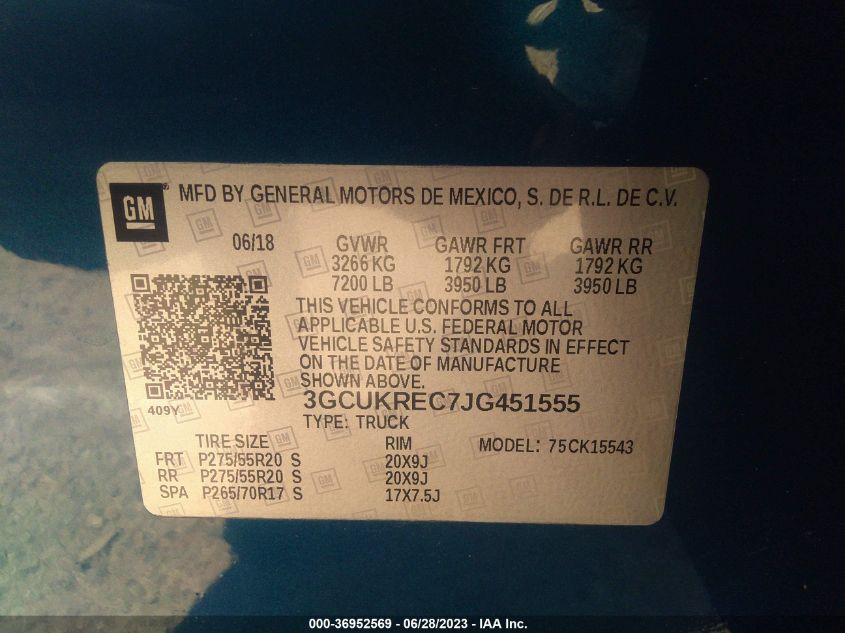 GM ® MFD BY GENERAL MOTORS DE MEXICO, S. DE R.L. DE C.V.
06/18 GVWR GAWR FRT GAWR RR
3266 KG 1792 KG 1792 KG
7200 LB 3950 LB 3950 LB
THIS VEHICLE CONFORMS TO ALL
APPLICABLE U.S. FEDERAL MOTOR
VEHICLE SAFETY STANDARDS IN EFFECT
ON THE DATE OF MANUFACTURE
SHOWN ABOVE.
409Y 3GCUKREC7JG451555
TYPE: TRUCK
TIRE SIZE RIM MODEL: 75CK15543
FRT P275/55R20 S 20X9J
RR P275/55R20 S 20X9J
SPA P265/70R17 S 17X7.5J
000-36952569 - 06/28/2023 - IAA Inc.